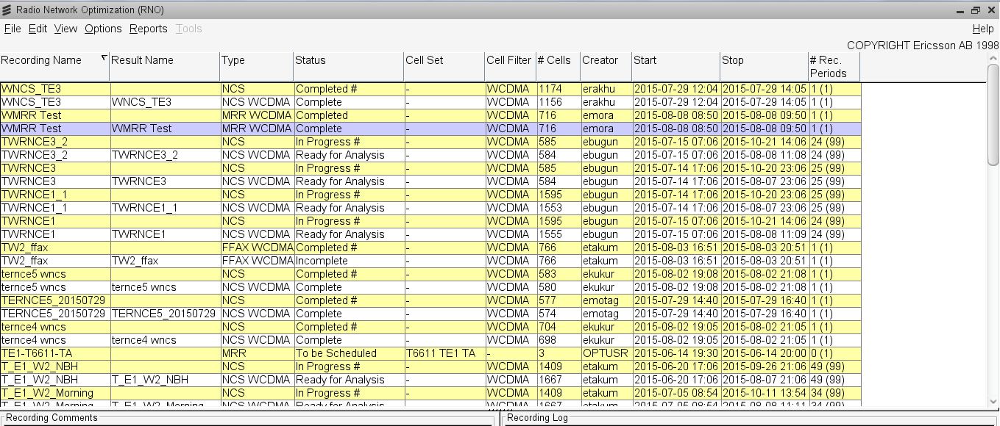 Radio Network Optimization (RNO)
File Edit View Options Reports Tools Help
COPYRIGHT Ericsson AB 1998
Recording Name Result Name Type Status Cell Set Cell Filter # Cells Creator Start Stop # Rec. Periods
WNCS_TE3 NCS Completed # - WCDMA 1174 erakhu 2015-07-29 12:04 2015-07-29 14:05 1 (1)
WNCS_TE3 WNCS_TE3 NCS WCDMA Complete - WCDMA 1156 erakhu 2015-07-29 12:04 2015-07-29 14:05 1 (1)
WMRR Test MRR WCDMA Completed - WCDMA 716 emora 2015-08-08 08:50 2015-08-08 09:50 1 (1)
WMRR Test WMRR Test MRR WCDMA Complete - WCDMA 716 emora 2015-08-08 08:50 2015-08-08 09:50 1 (1)
TWRNCE3_2 NCS In Progress # - WCDMA 585 ebugun 2015-07-15 07:06 2015-10-21 14:06 24 (99)
TWRNCE3_2 TWRNCE3_2 NCS WCDMA Ready for Analysis - WCDMA 584 ebugun 2015-07-15 07:06 2015-08-08 11:08 24 (99)
TWRNCE3 NCS In Progress # - WCDMA 585 ebugun 2015-07-14 17:06 2015-10-20 23:06 25 (99)
TWRNCE3 TWRNCE3 NCS WCDMA Ready for Analysis - WCDMA 584 ebugun 2015-07-14 17:06 2015-08-07 23:06 25 (99)
TWRNCE1_1 NCS In Progress # - WCDMA 1595 ebugun 2015-07-14 17:06 2015-10-20 23:06 25 (99)
TWRNCE1_1 TWRNCE1_1 NCS WCDMA Ready for Analysis - WCDMA 1553 ebugun 2015-07-14 17:06 2015-08-07 23:06 25 (99)
TWRNCE1 NCS In Progress # - WCDMA 1595 ebugun 2015-07-15 07:06 2015-10-21 14:06 24 (99)
TWRNCE1 TWRNCE1 NCS WCDMA Ready for Analysis - WCDMA 1555 ebugun 2015-07-15 07:06 2015-08-08 11:09 24 (99)
TW2_ffax FFAX WCDMA Completed # - WCDMA 766 etakum 2015-08-03 16:51 2015-08-03 20:51 1 (1)
TW2_ffax TW2_ffax FFAX WCDMA Incomplete - WCDMA 766 etakum 2015-08-03 16:51 2015-08-03 20:51 1 (1)
ternce5 wncs NCS Completed # - WCDMA 583 ekukur 2015-08-02 19:08 2015-08-02 21:08 1 (1)
ternce5 wncs ternce5 wncs NCS WCDMA Complete - WCDMA 580 ekukur 2015-08-02 19:08 2015-08-02 21:08 1 (1)
TERNCE5_20150729 NCS Completed # - WCDMA 577 emotag 2015-07-29 14:40 2015-07-29 16:40 1 (1)
TERNCE5_20150729 TERNCE5_20150729 NCS WCDMA Complete - WCDMA 574 emotag 2015-07-29 14:40 2015-07-29 16:40 1 (1)
ternce4 wncs NCS Completed # - WCDMA 704 ekukur 2015-08-02 19:05 2015-08-02 21:05 1 (1)
ternce4 wncs ternce4 wncs NCS WCDMA Complete - WCDMA 698 ekukur 2015-08-02 19:05 2015-08-02 21:05 1 (1)
TE1-T6611-TA MRR To be Scheduled T6611 TE1 TA - 3 OPTUSR 2015-06-14 19:30 2015-06-14 20:00 0 (1)
T_E1_W2_NBH NCS In Progress # - WCDMA 1409 etakum 2015-06-20 17:06 2015-09-26 21:06 49 (99)
T_E1_W2_NBH T_E1_W2_NBH NCS WCDMA Ready for Analysis - WCDMA 1667 etakum 2015-06-20 17:06 2015-08-07 21:06 49 (99)
T_E1_W2_Morning NCS In Progress # - WCDMA 1409 etakum 2015-07-05 08:54 2015-10-11 13:54 34 (99)
T_E1_W2_Morning T_E1_W2_Morning NCS WCDMA Ready for Analysis - WCDMA 1667 etakum 2015-07-05 08:54 2015-08-08 11:11 34 (99)
Recording Comments Recording Log